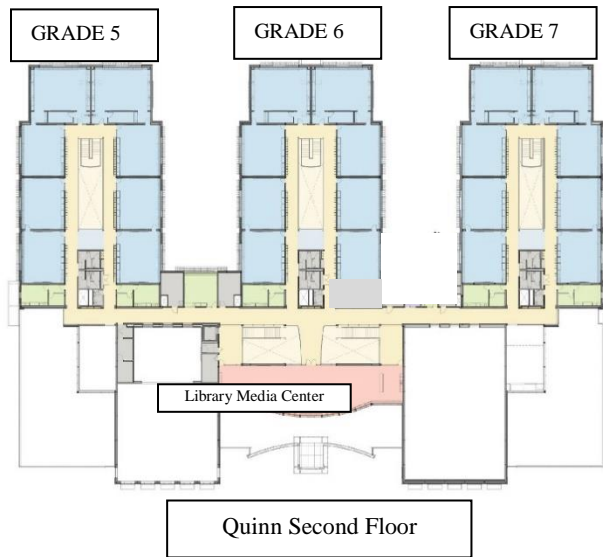 GRADE 5
GRADE 6
GRADE 7
Library Media Center
Quinn Second Floor